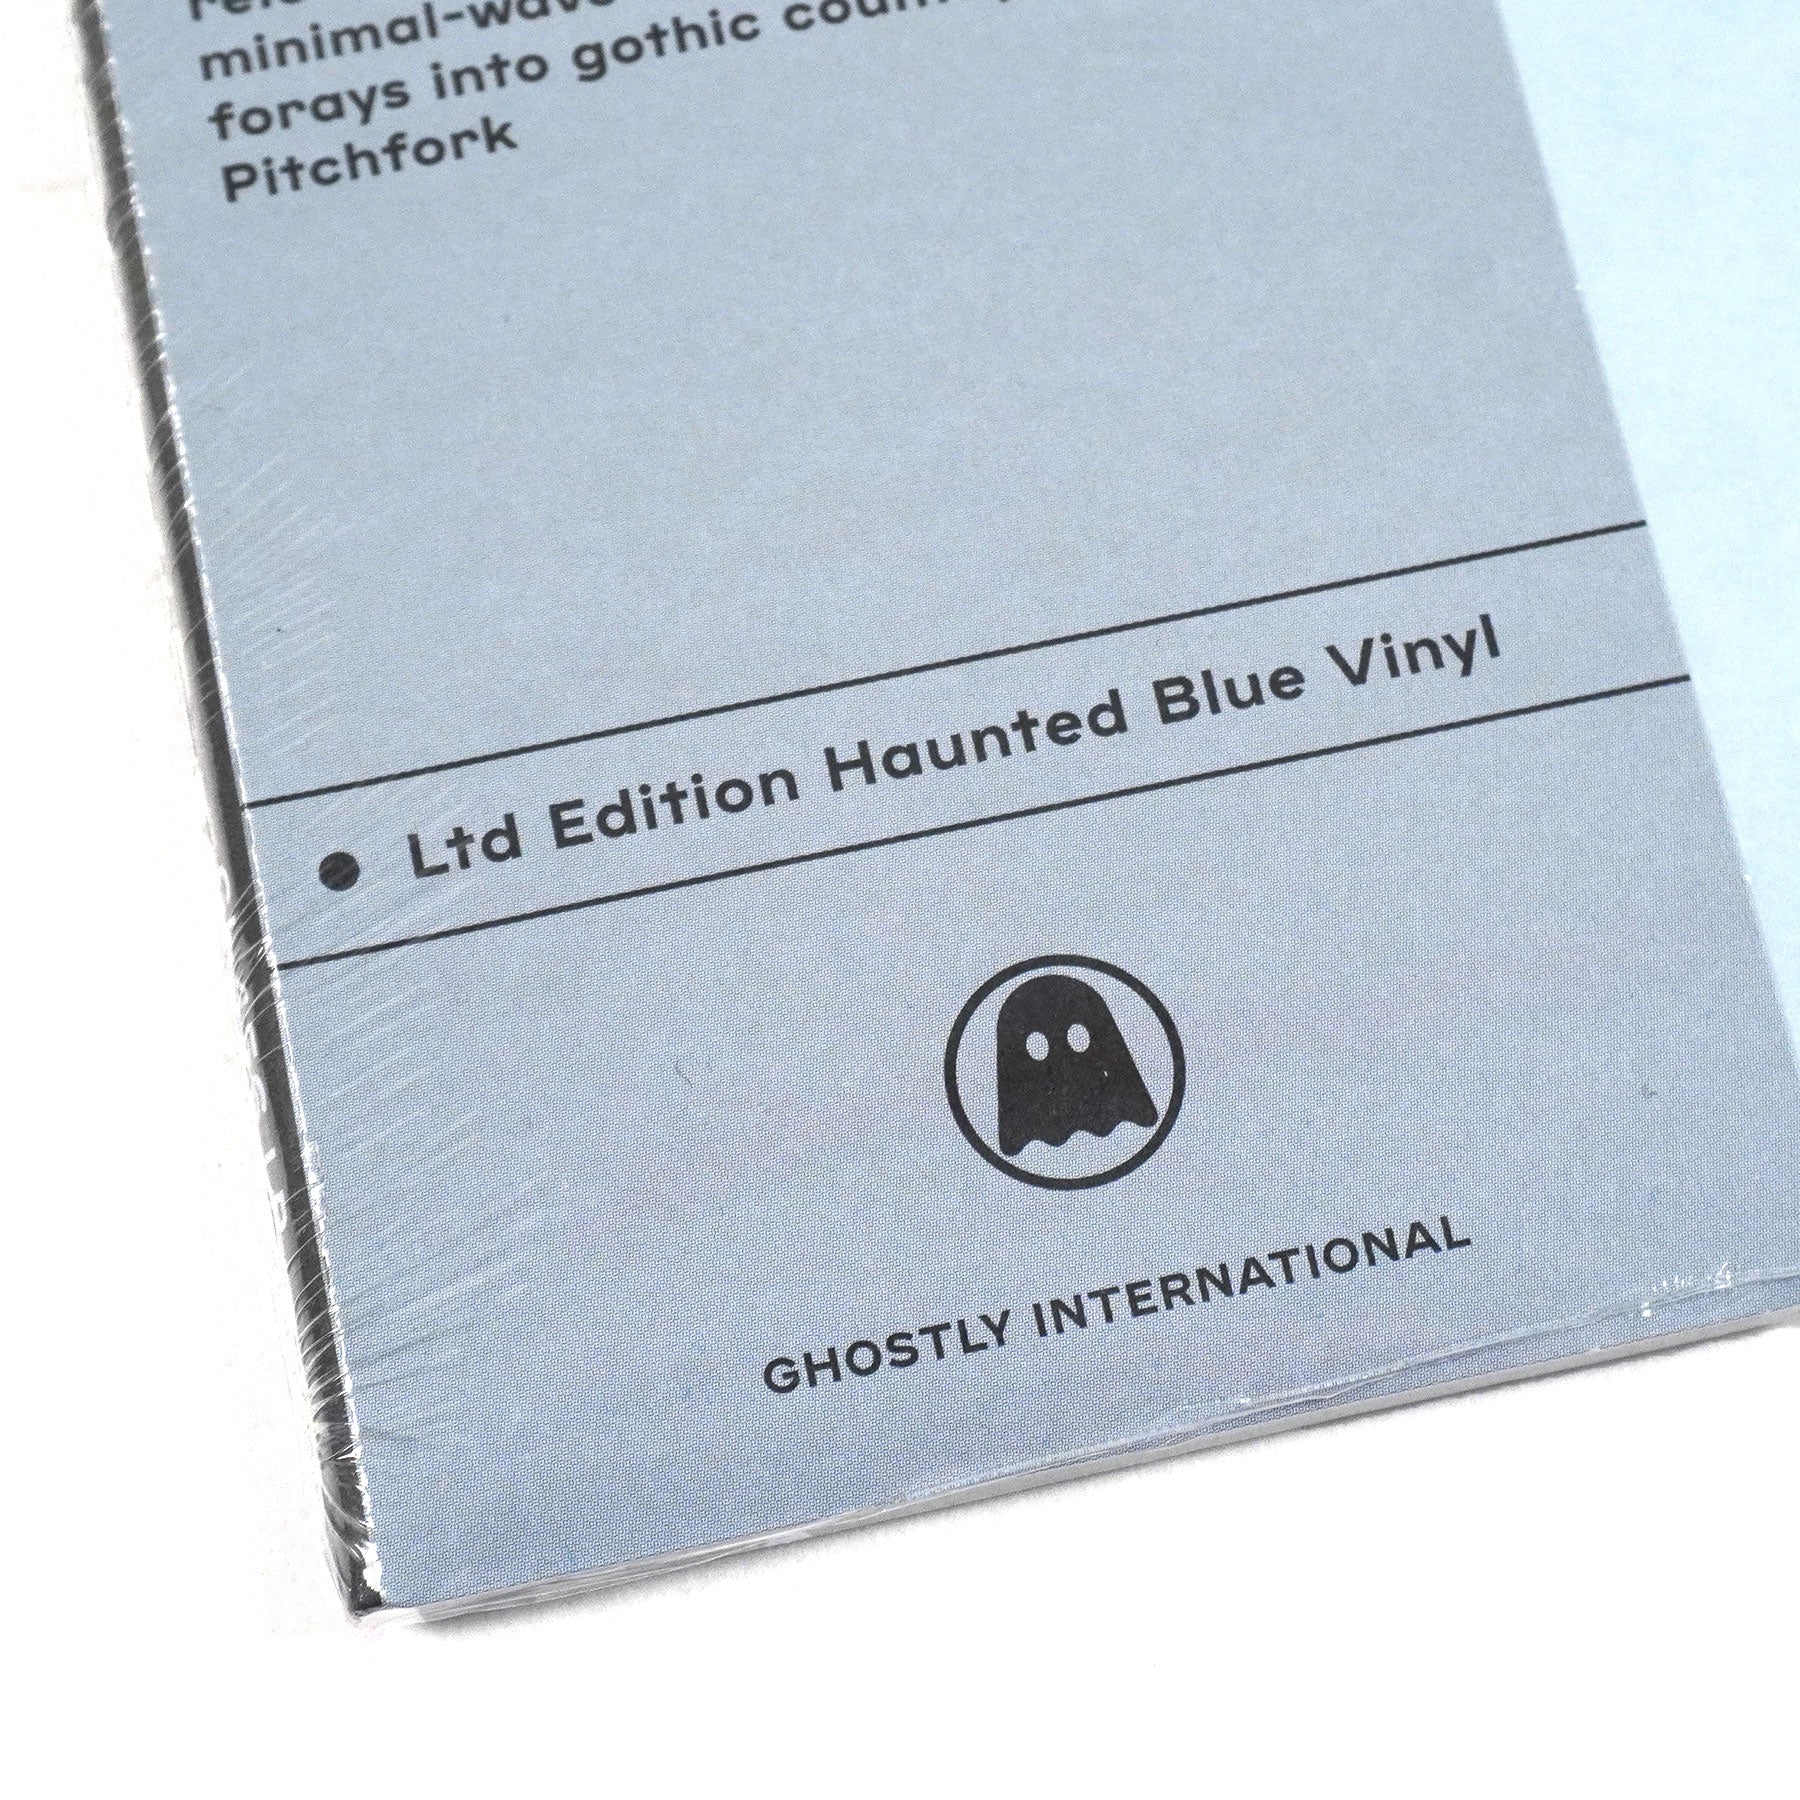 minimal-wave
forays into gothic
Pitchfork
● Ltd Edition Haunted Blue Vinyl
GHOSTLY INTERNATIONAL